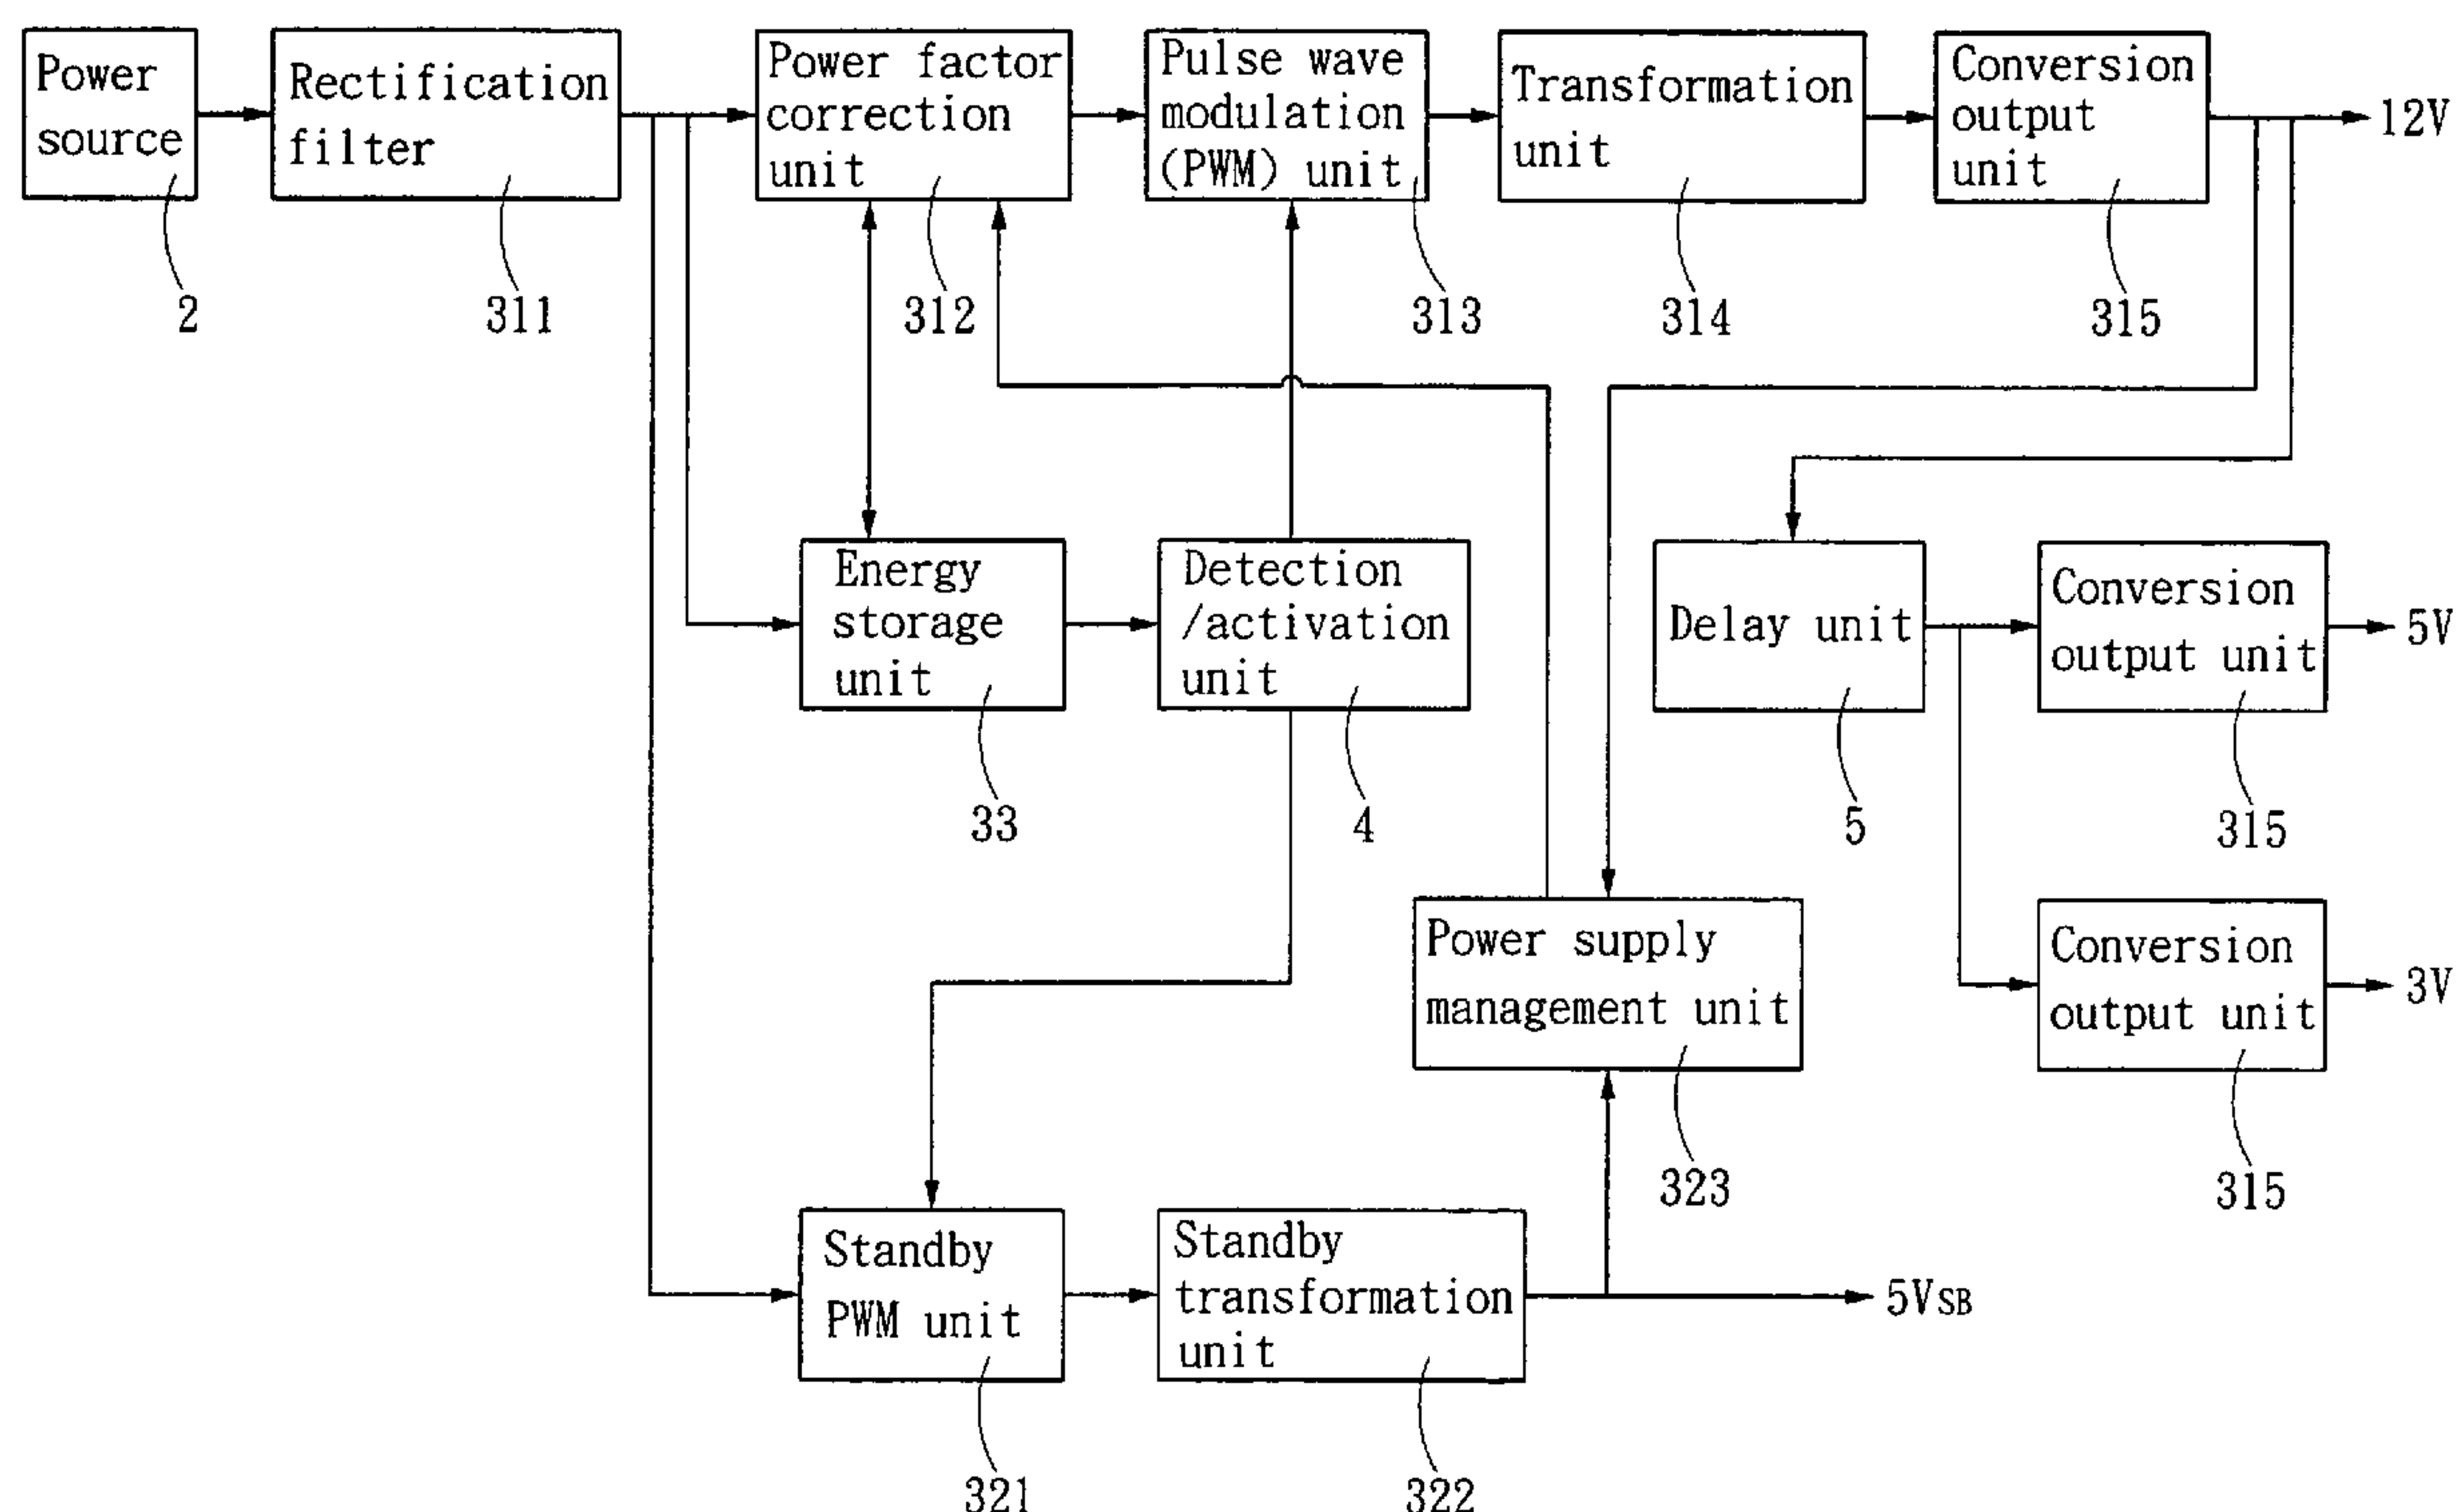 Power
source
2
Rectification
filter
311
Power factor
correction
unit
312
Pulse wave
modulation
(PWM) unit
313
Transformation
unit
314
Conversion
output
unit
315
12V
Energy
storage
unit
33
Detection
/activation
unit
4
Delay unit
5
Conversion
output unit
315
5V
Power supply
management unit
323
Conversion
output unit
315
3V
Standby
PWM unit
321
Standby
transformation
unit
322
5VSB